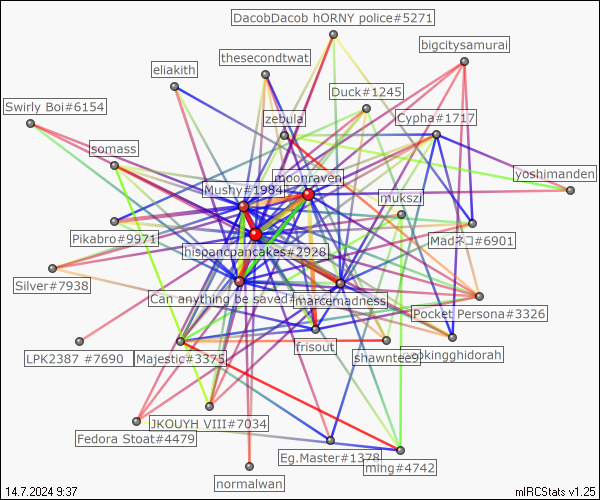 DacobDacob hORNY police#5271
bigcitysamurai
thesecondtwat
eliakith
Duck#1245
Swirly Boi#6154
zebula
Cypha#1717
somass
moonraven
yoshimanden
Mushy#1984
mukszi
Pikabro#9971
hispancpancakes#2928
Madネコ#6901
Silver#7938
Can anything be saved
marcemadness
Pocket Persona#3326
LPK2387 #7690
Majestic#3375
frisout
shawntee9
okingghidorah
JKOUYH VIII#7034
Fedora Stoat#4479
Eg.Master#1378
ming#4742
normalwan
14.7.2024 9:37
mIRCStats v1.25